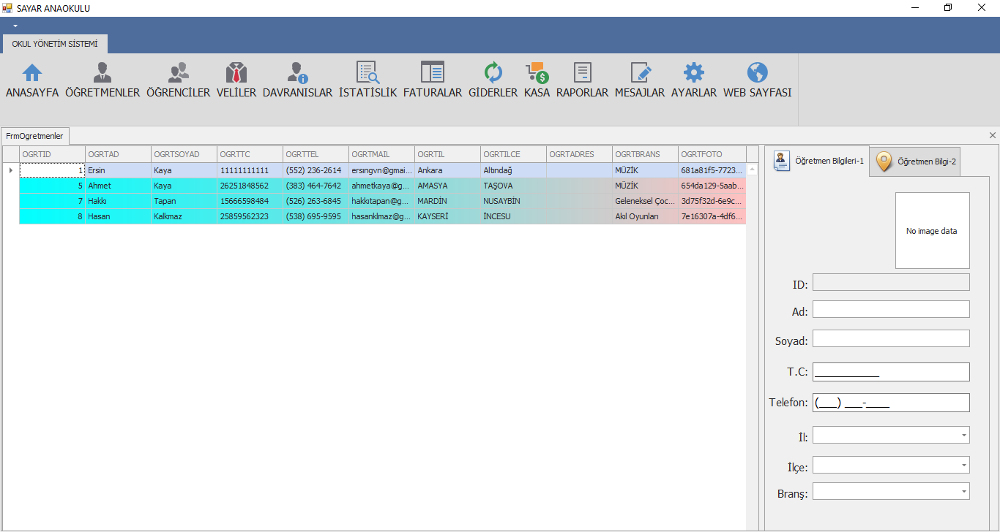 SAYAR ANAOKULU
OKUL YÖNETİM SİSTEMİ
ANASAYFA ÖĞRETMENLER ÖĞRENCİLER VELİLER DAVRANISLAR İSTATİSLİK FATURALAR GİDERLER KASA RAPORLAR MESAJLAR AYARLAR WEB SAYFASI
FrmOgretmenler
OGRTID OGRTAD OGRTSOYAD OGRTTC OGRTTEL OGRTMAIL OGRTIL OGRTILCE OGRTADRES OGRTBRANS OGRTFOTO
1 Ersin Kaya 11111111111 (552) 236-2614 ersingvn@gmai... Ankara Altındağ MÜZİK 681a81f5-7723...
5 Ahmet Kaya 26251848562 (383) 464-7642 ahmetkaya@g... AMASYA TAŞOVA MÜZİK 654da129-5aab...
7 Hakkı Tapan 15666598484 (526) 263-6845 hakkitapan@g... MARDİN NUSAYBİN Geleneksel Çoc... 3d75f32d-6e9c...
8 Hasan Kalkmaz 25859562323 (538) 695-9595 hasanklmaz@g... KAYSERİ İNCESU Akıl Oyunları 7e16307a-4df6...
Öğretmen Bilgileri-1 Öğretmen Bilgi-2
No image data
ID:
Ad:
Soyad:
T.C: ___________
Telefon: (___) ___-____
İl:
İlçe:
Branş: